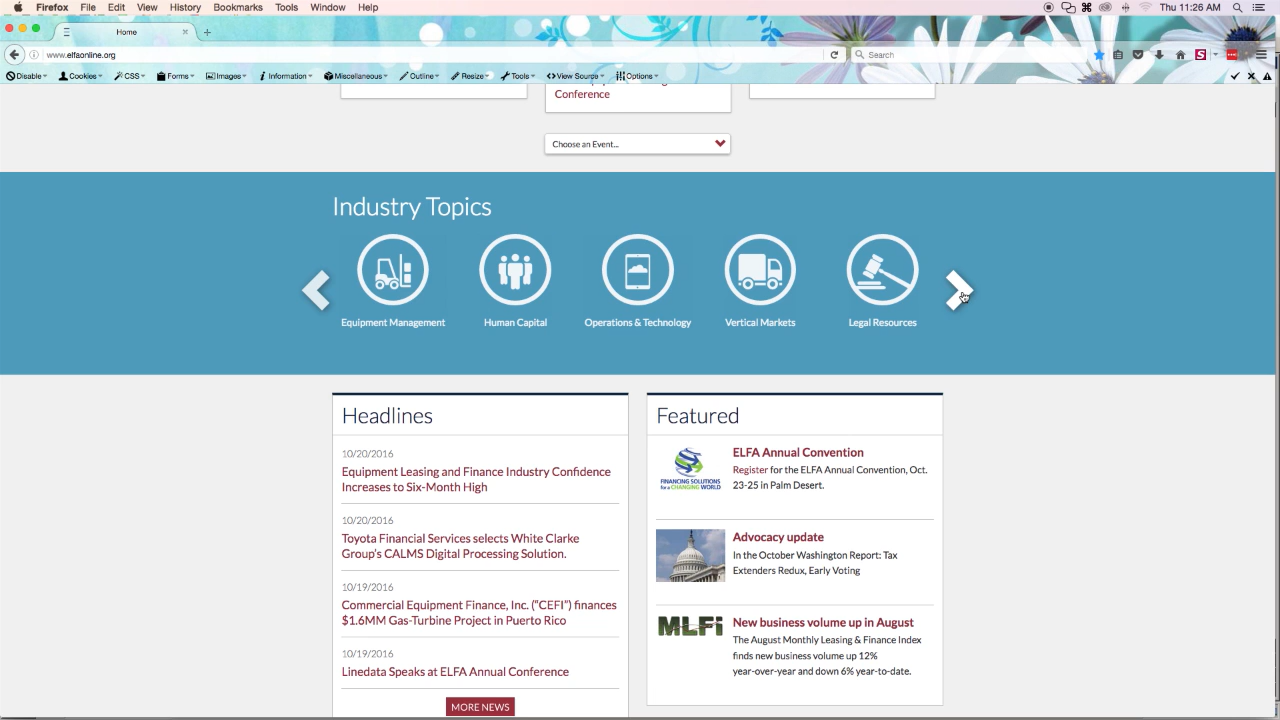 Firefox File Edit View History Bookmarks Tools Window Help
Thu 11:26 AM
Home
www.elfaonline.org
Search
Disable Cookies CSS Forms Images Information Miscellaneous Outline Resize Tools View Source Options
Conference
Choose an Event...
Industry Topics
Equipment Management
Human Capital
Operations & Technology
Vertical Markets
Legal Resources
Headlines
10/20/2016
Equipment Leasing and Finance Industry Confidence
Increases to Six-Month High
10/20/2016
Toyota Financial Services selects White Clarke
Group's CALMS Digital Processing Solution.
10/19/2016
Commercial Equipment Finance, Inc. ("CEFI") finances
$1.6MM Gas-Turbine Project in Puerto Rico
10/19/2016
Linedata Speaks at ELFA Annual Conference
MORE NEWS
Featured
FINANCING SOLUTIONS
for a CHANGING WORLD
ELFA Annual Convention
Register for the ELFA Annual Convention, Oct.
23-25 in Palm Desert.
Advocacy update
In the October Washington Report: Tax
Extenders Redux, Early Voting
MLFi
New business volume up in August
The August Monthly Leasing & Finance Index
finds new business volume up 12%
year-over-year and down 6% year-to-date.